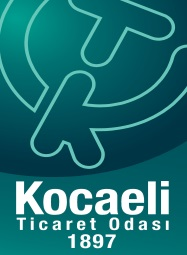 Kocaeli
Ticaret Odası
1897